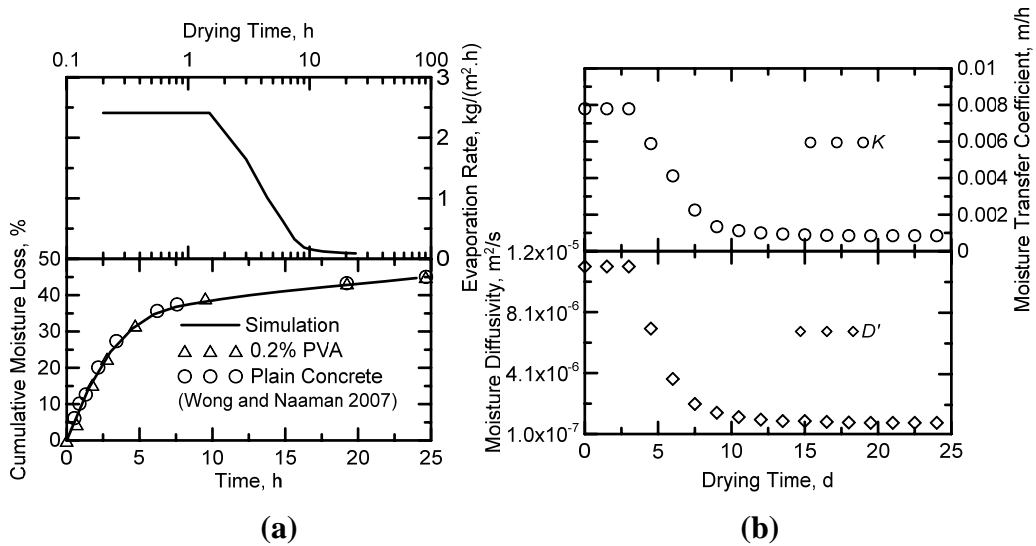 Drying Time, h
0.1 1 10 100
3
2
1
0
Evaporation Rate, kg/(m².h)
50
40
30
20
10
0
Cumulative Moisture Loss, %
Simulation
0.2% PVA
Plain Concrete
(Wong and Naaman 2007)
0 5 10 15 20 25
Time, h
(a)
0.01
0.008
0.006
0.004
0.002
0
Moisture Transfer Coefficient, m/h
K
1.2x10⁻⁵
8.1x10⁻⁶
4.1x10⁻⁶
1.0x10⁻⁷
Moisture Diffusivity, m²/s
D'
0 5 10 15 20 25
Drying Time, d
(b)